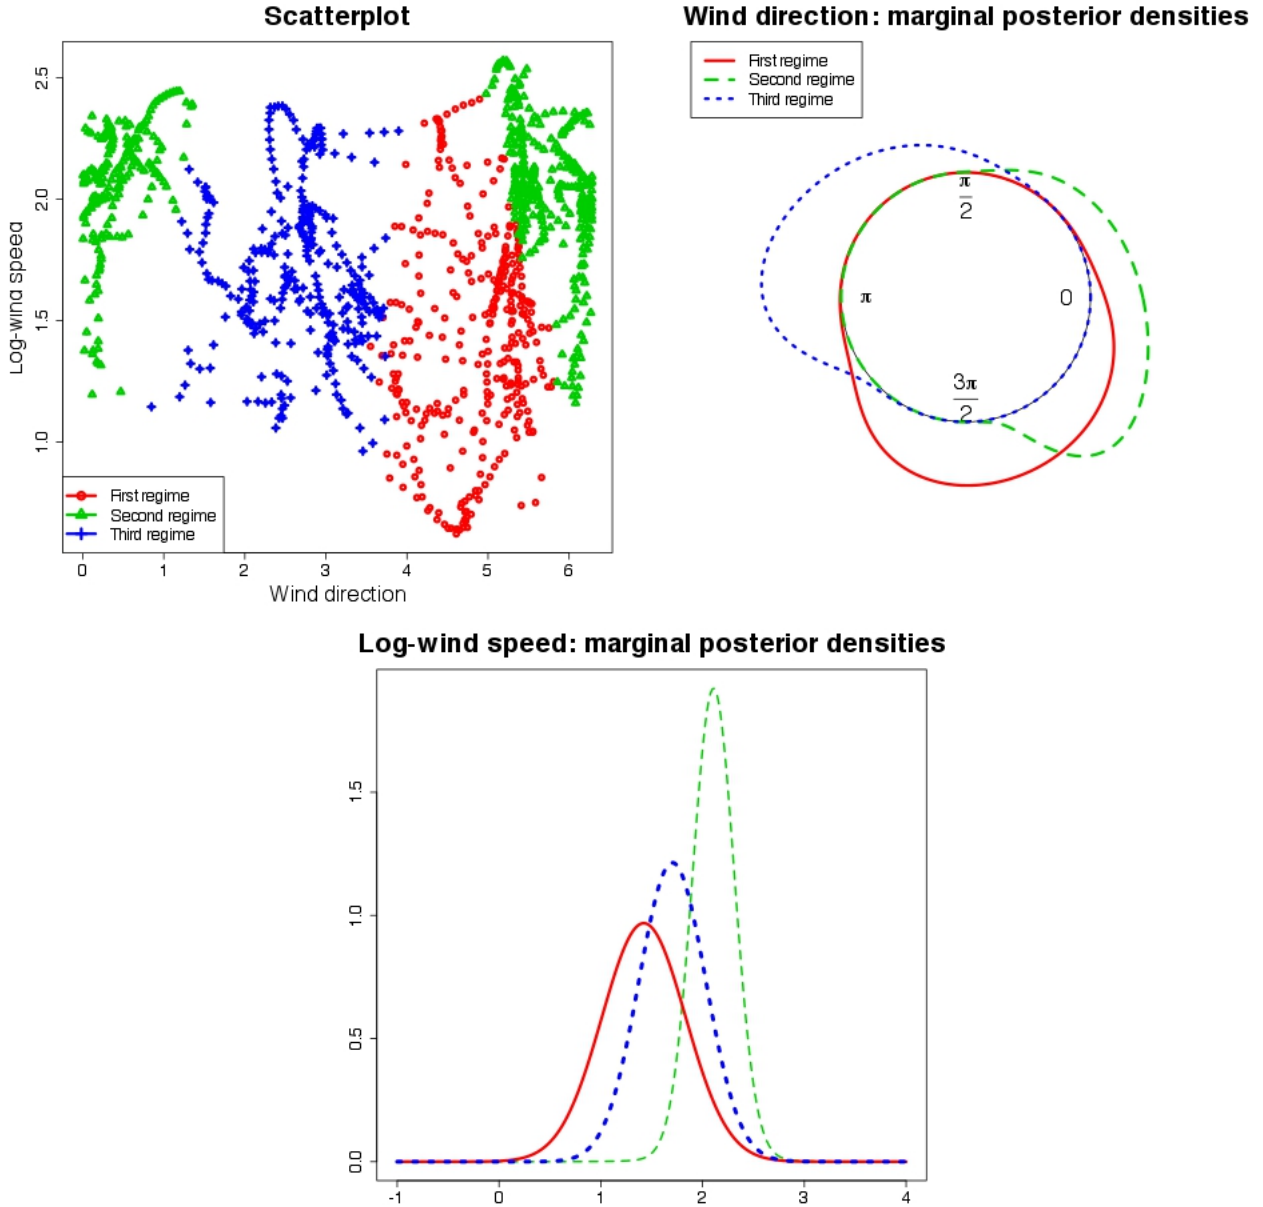 Scatterplot
2.5
2.0
1.5
1.0
Log-wind speed
First regime
Second regime
Third regime
0 1 2 3 4 5 6
Wind direction
Wind direction: marginal posterior densities
First regime
Second regime
Third regime
π
2
π
0
3π
2
Log-wind speed: marginal posterior densities
1.5
1.0
0.5
0.0
-1 0 1 2 3 4